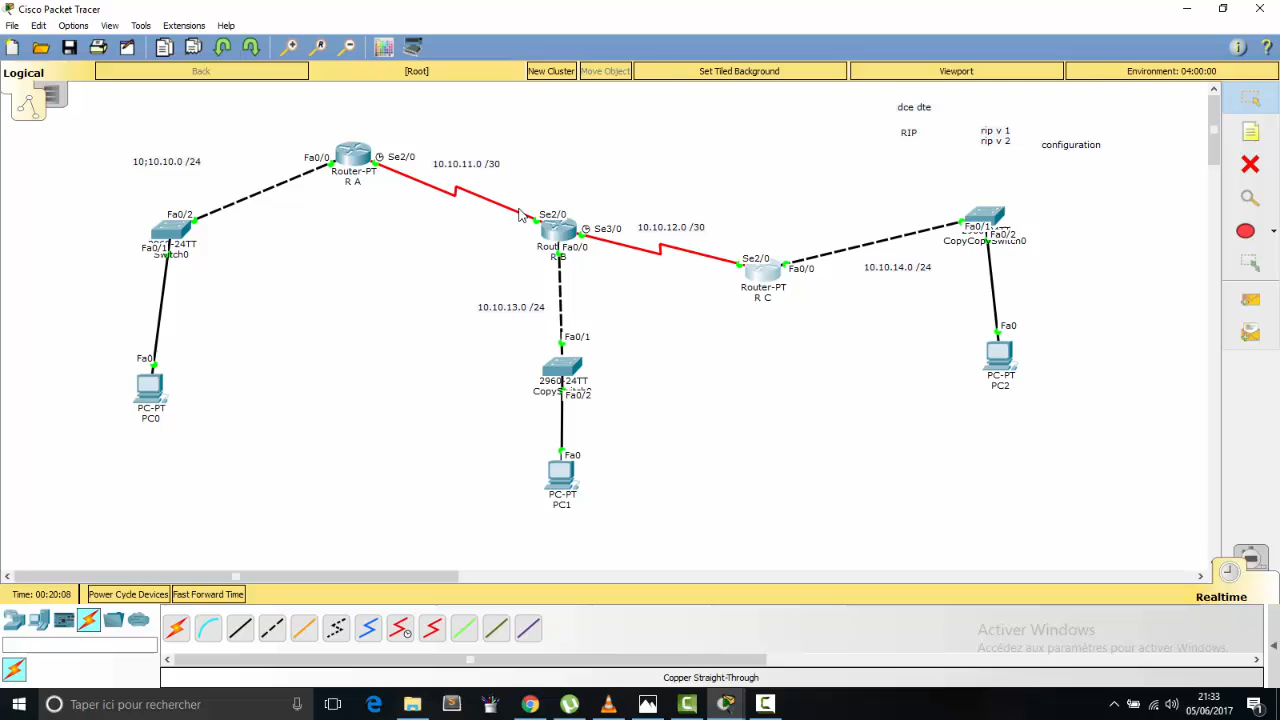 Cisco Packet Tracer
File Edit Options View Tools Extensions Help
Logical
Back
[Root]
New Cluster
Move Object
Set Tiled Background
Viewport
Environment: 04:00:00
dce dte
RIP
rip v 1
rip v 2
configuration
10;10.10.0 /24
Fa0/0
Se2/0
Router-PT
R A
10.10.11.0 /30
Fa0/2
Fa0/1
Switch0
Se2/0
Se3/0
Fa0/0
R B
10.10.12.0 /30
Se2/0
Fa0/0
Router-PT
R C
10.10.14.0 /24
Fa0/1
Fa0/2
CopyCopySwitch0
10.10.13.0 /24
Fa0/1
2960-24TT
Fa0/2
Fa0
PC-PT
PC0
Fa0
PC-PT
PC1
Fa0
PC-PT
PC2
Time: 00:20:08
Power Cycle Devices
Fast Forward Time
Realtime
Activer Windows
Accédez aux paramètres pour activer Windows.
Copper Straight-Through
Taper ici pour rechercher
21:33
05/06/2017